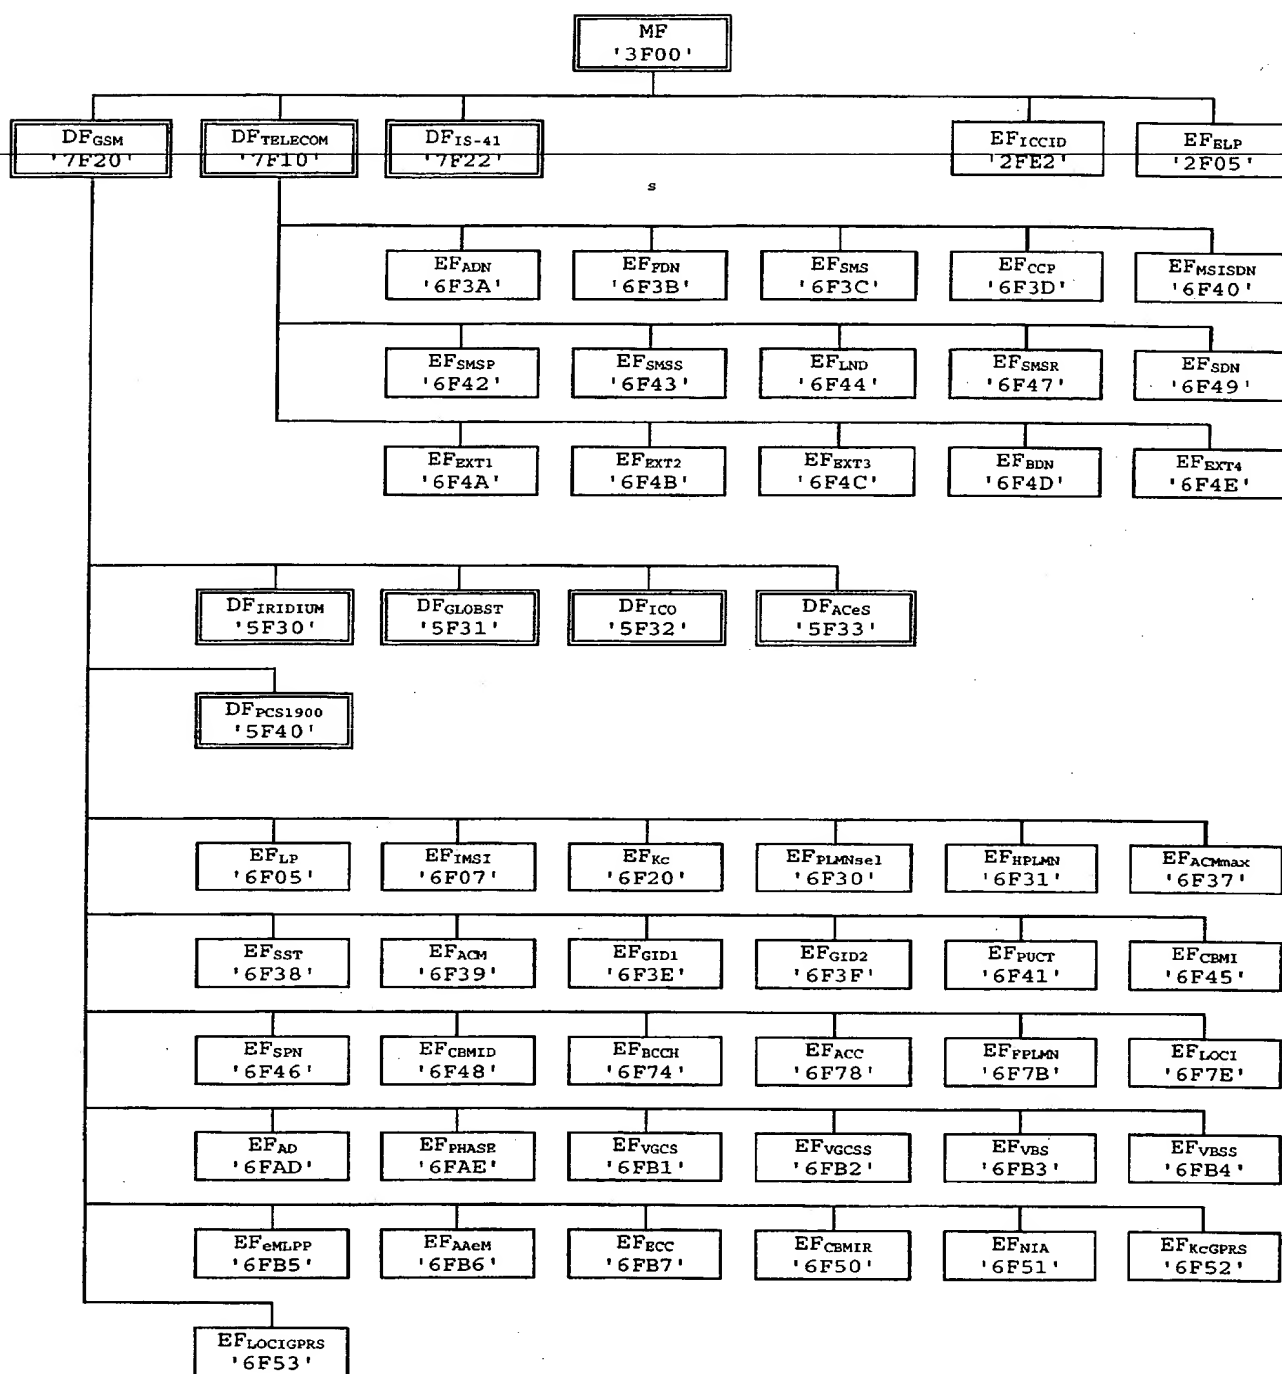 MF
'3F00'
DFGSM
'7F20'
DFTELECOM
'7F10'
DFIS-41
'7F22'
EFICCID
'2FE2'
EFELP
'2F05'
s
EFADN
'6F3A'
EFFDN
'6F3B'
EFSMS
'6F3C'
EFCCP
'6F3D'
EFMSISDN
'6F40'
EFSMSP
'6F42'
EFSMSS
'6F43'
EFLND
'6F44'
EFSMSR
'6F47'
EFSDN
'6F49'
EFEXT1
'6F4A'
EFEXT2
'6F4B'
EFEXT3
'6F4C'
EFBDN
'6F4D'
EFEXT4
'6F4E'
DFIRIDIUM
'5F30'
DFGLOBST
'5F31'
DFICO
'5F32'
DFACeS
'5F33'
DFPCS1900
'5F40'
EFLP
'6F05'
EFIMSI
'6F07'
EFKc
'6F20'
EFPLMNsel
'6F30'
EFHPLMN
'6F31'
EFACMmax
'6F37'
EFSST
'6F38'
EFACM
'6F39'
EFGID1
'6F3E'
EFGID2
'6F3F'
EFPUCT
'6F41'
EFCBMI
'6F45'
EFSPN
'6F46'
EFCBMID
'6F48'
EFBCCH
'6F74'
EFACC
'6F78'
EFFPLMN
'6F7B'
EFLOCI
'6F7E'
EFAD
'6FAD'
EFPHASE
'6FAE'
EFVGCS
'6FB1'
EFVGCSS
'6FB2'
EFVBS
'6FB3'
EFVBSS
'6FB4'
EFeMLPP
'6FB5'
EFAAeM
'6FB6'
EFECC
'6FB7'
EFCBMIR
'6F50'
EFNIA
'6F51'
EFKcGPRS
'6F52'
EFLOCIGPRS
'6F53'